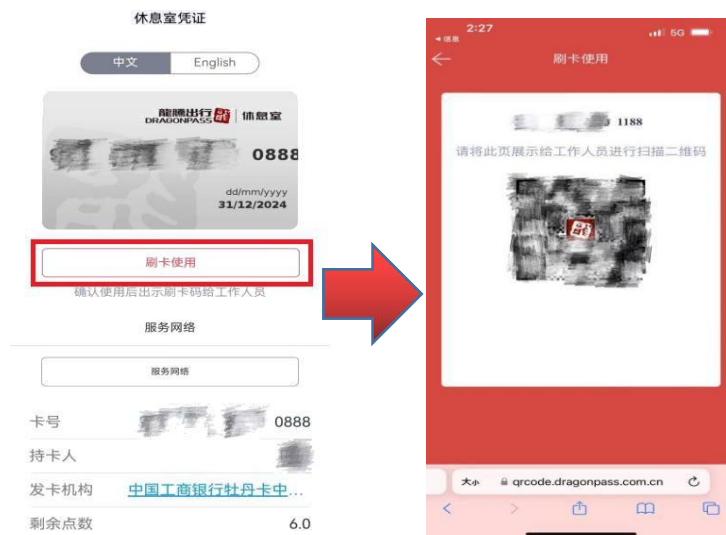 休息室凭证
中文 English
龍騰出行 休息室
DRAGONPASS
0888
dd/mm/yyyy
31/12/2024
刷卡使用
确认使用后出示刷卡码给工作人员
服务网络
服务网络
卡号 0888
持卡人
发卡机构 中国工商银行牡丹卡中...
剩余点数 6.0
2:27 5G
信息
刷卡使用
1188
请将此页展示给工作人员进行扫描二维码
大小 qrcode.dragonpass.com.cn